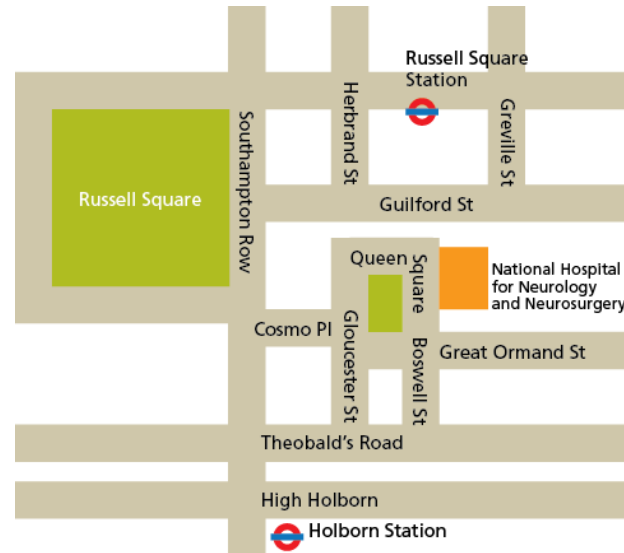 Russell Square
Station
Herbrand St
Greville St
Southampton Row
Russell Square
Guilford St
Queen
Square
National Hospital
for Neurology
and Neurosurgery
Cosmo Pl
Gloucester St
Boswell St
Great Ormand St
Theobald's Road
High Holborn
Holborn Station